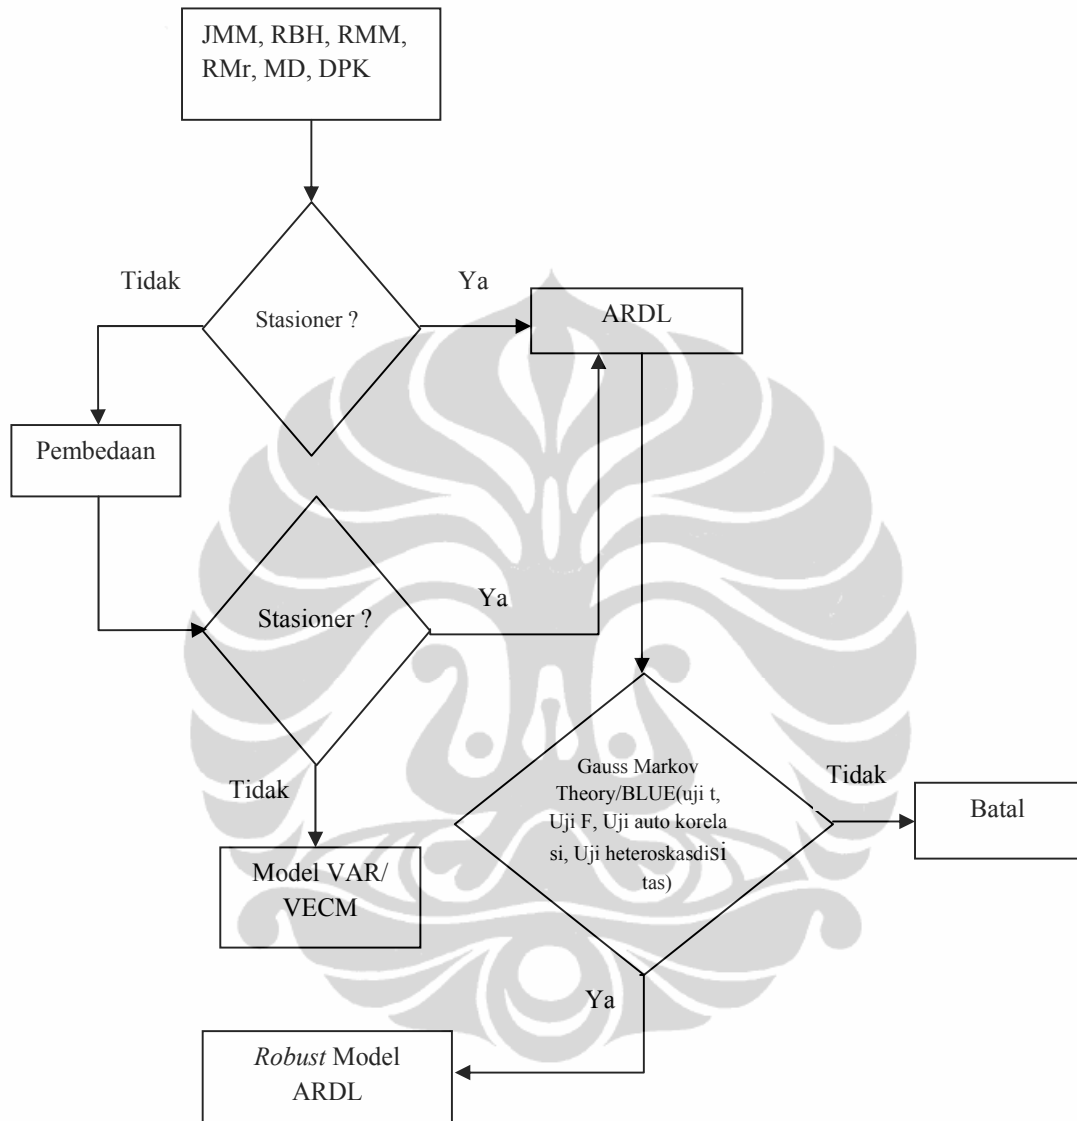 JMM, RBH, RMM,
RMr, MD, DPK
Tidak
Ya
Stasioner ?
ARDL
Pembedaan
Stasioner ?
Ya
Tidak
Model VAR/
VECM
Gauss Markov
Theory/BLUE(uji t,
Uji F, Uji auto korela
si, Uji heteroskasdisi
tas)
Tidak
Batal
Ya
Robust Model
ARDL